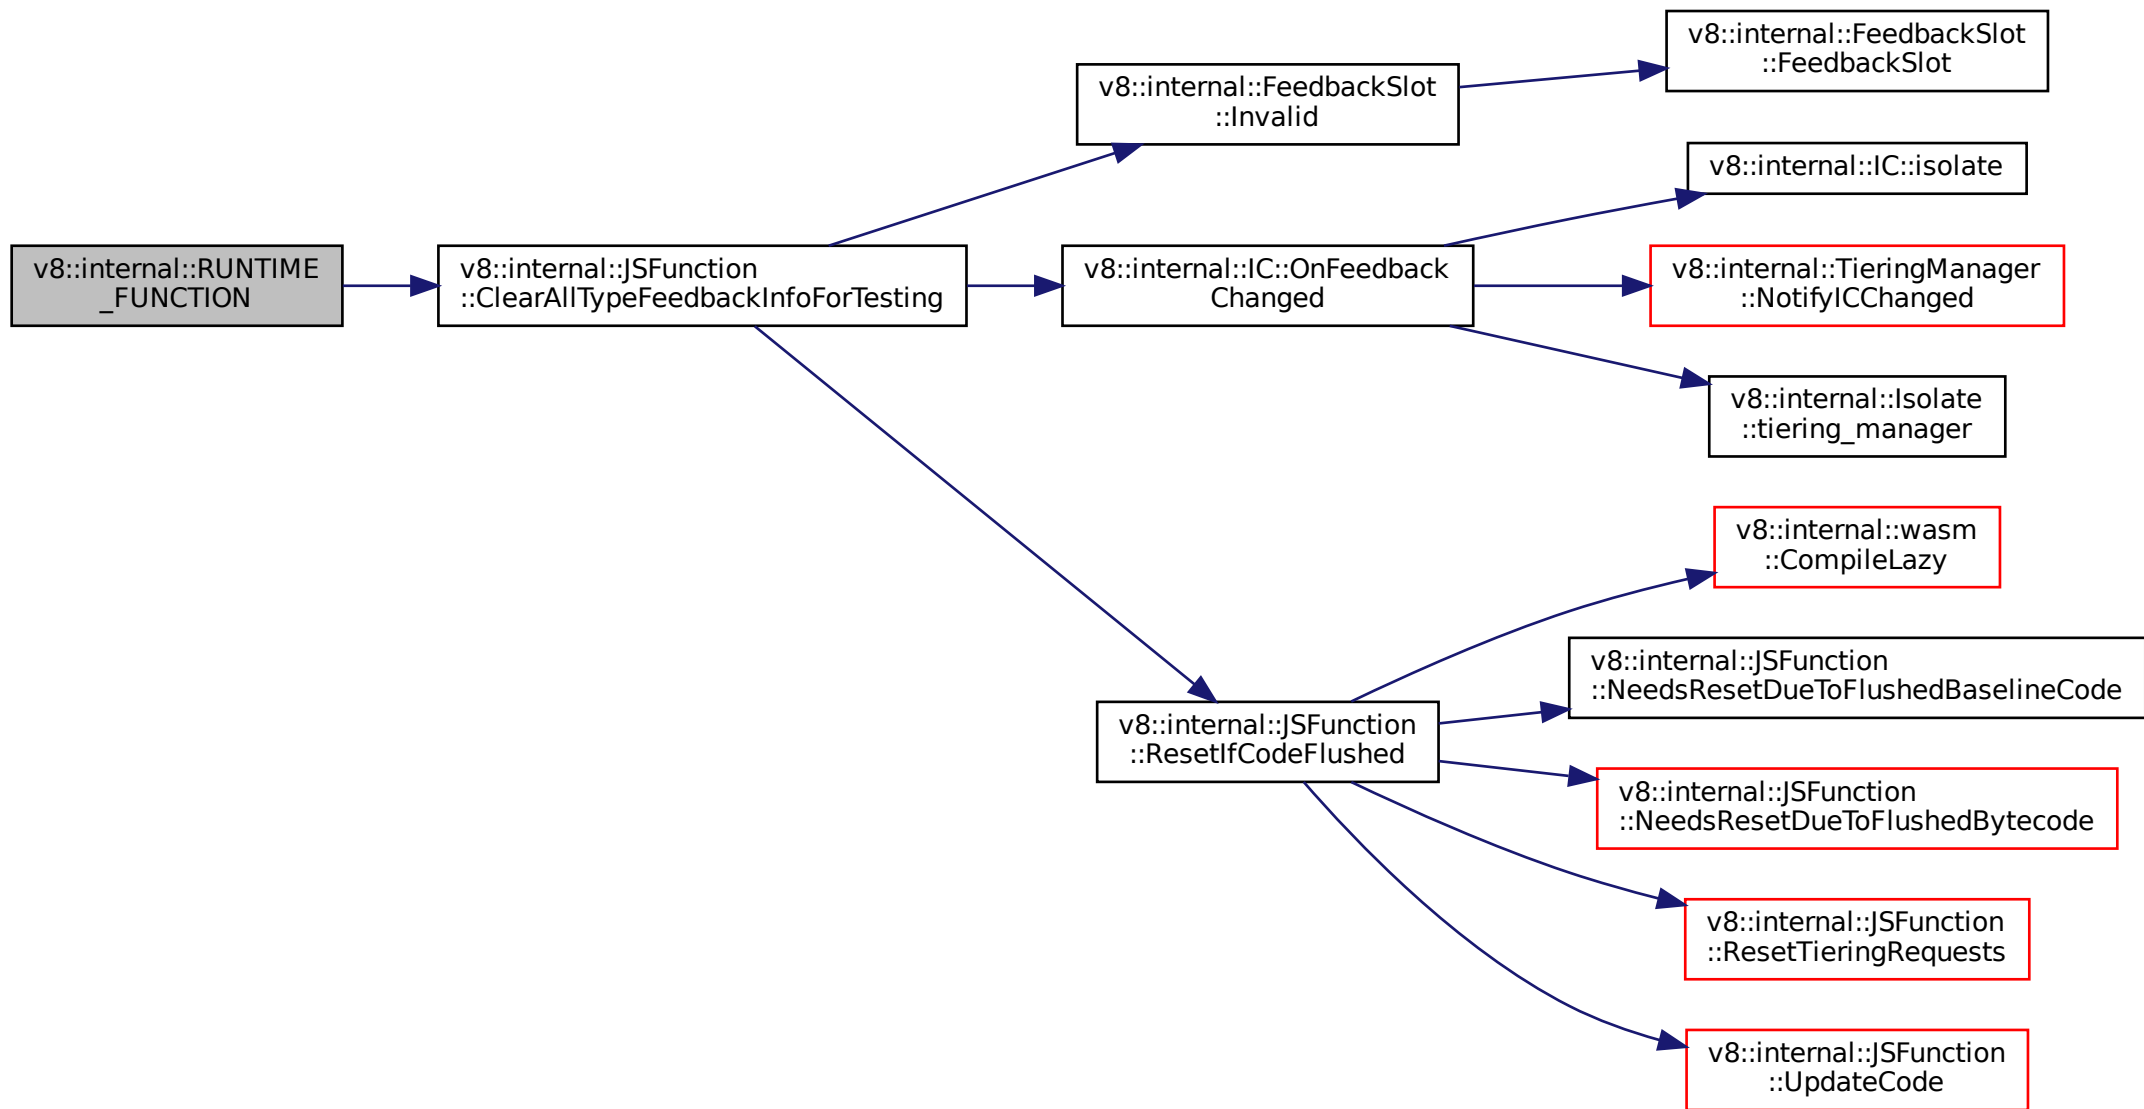 v8::internal::RUNTIME
_FUNCTION
v8::internal::JSFunction
::ClearAllTypeFeedbackInfoForTesting
v8::internal::FeedbackSlot
::Invalid
v8::internal::FeedbackSlot
::FeedbackSlot
v8::internal::IC::OnFeedback
Changed
v8::internal::IC::isolate
v8::internal::TieringManager
::NotifyICChanged
v8::internal::Isolate
::tiering_manager
v8::internal::JSFunction
::ResetIfCodeFlushed
v8::internal::wasm
::CompileLazy
v8::internal::JSFunction
::NeedsResetDueToFlushedBaselineCode
v8::internal::JSFunction
::NeedsResetDueToFlushedBytecode
v8::internal::JSFunction
::ResetTieringRequests
v8::internal::JSFunction
::UpdateCode